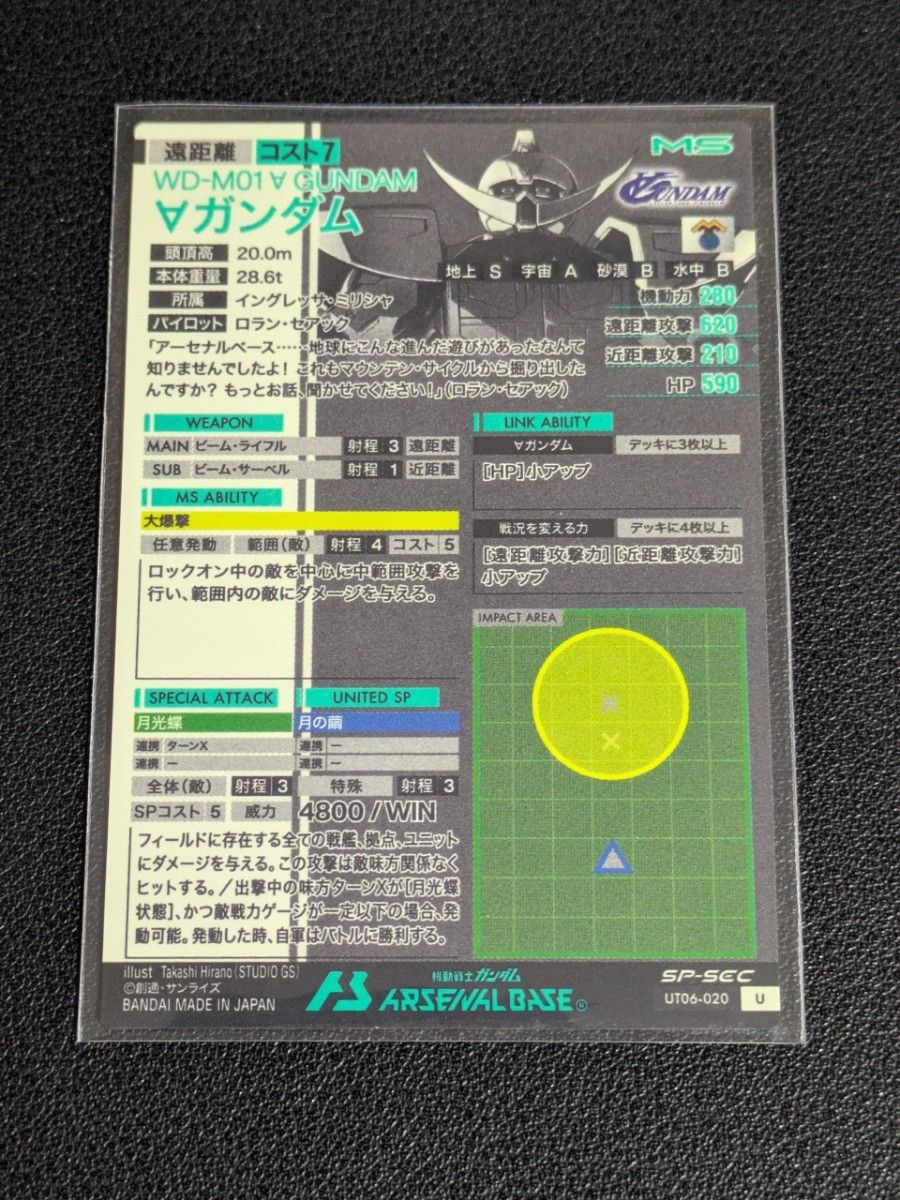 遠距離 コスト7
MS
WD-M01 ∀ GUNDAM
∀GUNDAM
∀ガンダム
頭頂高 20.0m
本体重量 28.6t
所属 イングレッサ・ミリシャ
パイロット ロラン・セアック
地上 S 宇宙 A 砂漠 B 水中 B
機動力 280
遠距離攻撃 620
近距離攻撃 210
HP 590
「アーセナルベース……地球にこんな進んだ遊びがあったなんて
知りませんでしたよ! これもマウンテン・サイクルから掘り出した
んですか? もっとお話、聞かせてください!」(ロラン・セアック)
WEAPON
MAIN ビーム・ライフル 射程 3 遠距離
SUB ビーム・サーベル 射程 1 近距離
MS ABILITY
大爆撃
任意発動 範囲(敵) 射程 4 コスト 5
ロックオン中の敵を中心に中範囲攻撃を
行い、範囲内の敵にダメージを与える。
LINK ABILITY
∀ガンダム デッキに3枚以上
[HP]小アップ
戦況を変える力 デッキに4枚以上
[遠距離攻撃力][近距離攻撃力]
小アップ
IMPACT AREA
SPECIAL ATTACK UNITED SP
月光蝶 月の繭
連携 ターンX 連携 ー
連携 ー 連携 ー
全体(敵) 射程 3 特殊 射程 3
SPコスト 5 威力 4800 / WIN
フィールドに存在する全ての戦艦、拠点、ユニット
にダメージを与える。この攻撃は敵味方関係なく
ヒットする。/出撃中の味方ターンXが[月光蝶
状態]、かつ敵戦力ゲージが一定以下の場合、発
動可能。発動した時、自軍はバトルに勝利する。
illust Takashi Hirano(STUDIO GS)
©創通・サンライズ
BANDAI MADE IN JAPAN
機動戦士ガンダム
AB ARSENAL BASE®
SP-SEC
UT06-020 U